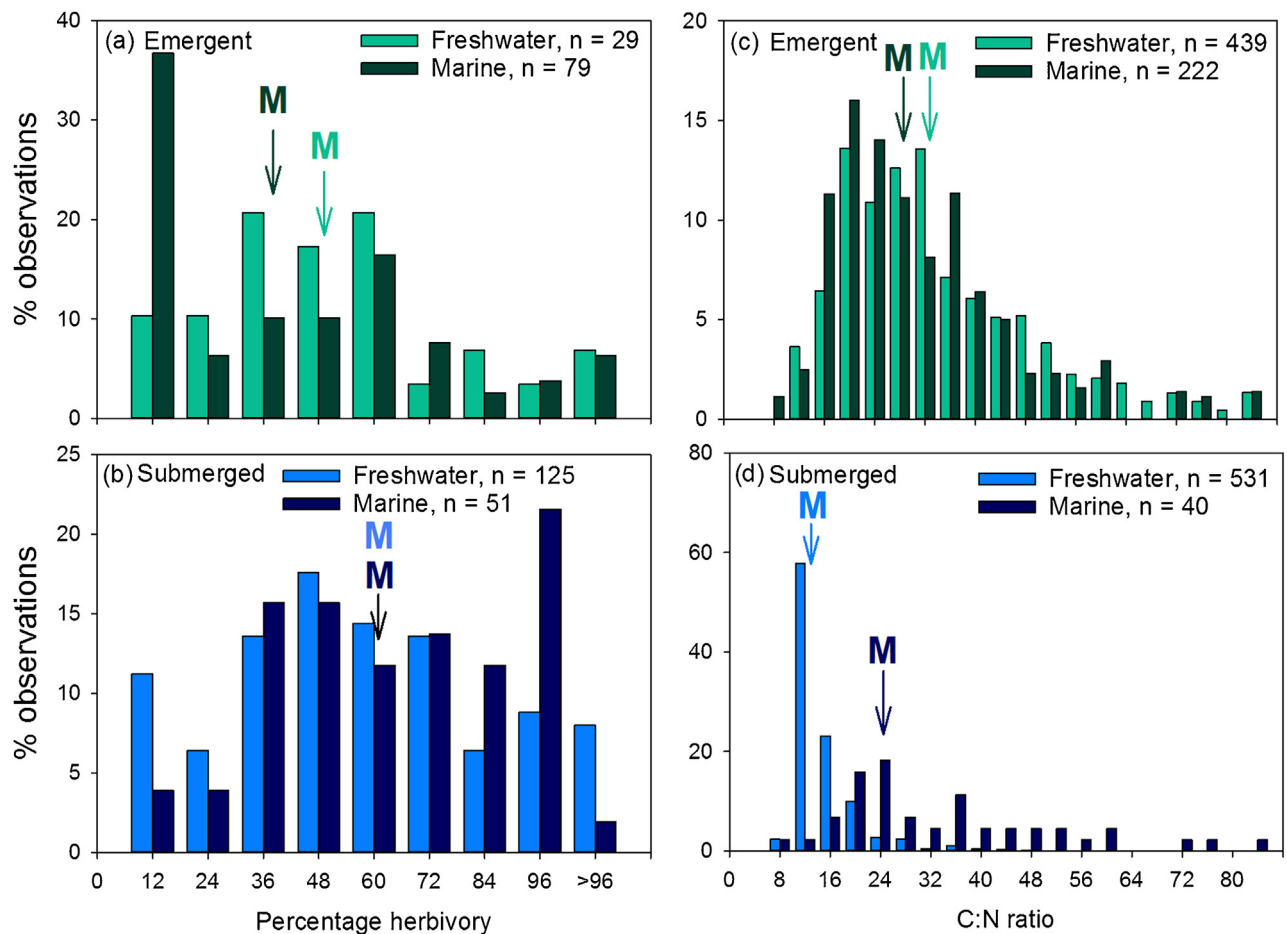 (a) Emergent
Freshwater, n = 29
Marine, n = 79
M
M
% observations
40
30
20
10
0
(c) Emergent
Freshwater, n = 439
Marine, n = 222
M M
20
15
10
5
0
(b) Submerged
Freshwater, n = 125
Marine, n = 51
M
M
% observations
25
20
15
10
5
0
0 12 24 36 48 60 72 84 96 >96
Percentage herbivory
(d) Submerged
Freshwater, n = 531
Marine, n = 40
M
M
80
60
40
20
0
0 8 16 24 32 40 48 56 64 72 80
C:N ratio